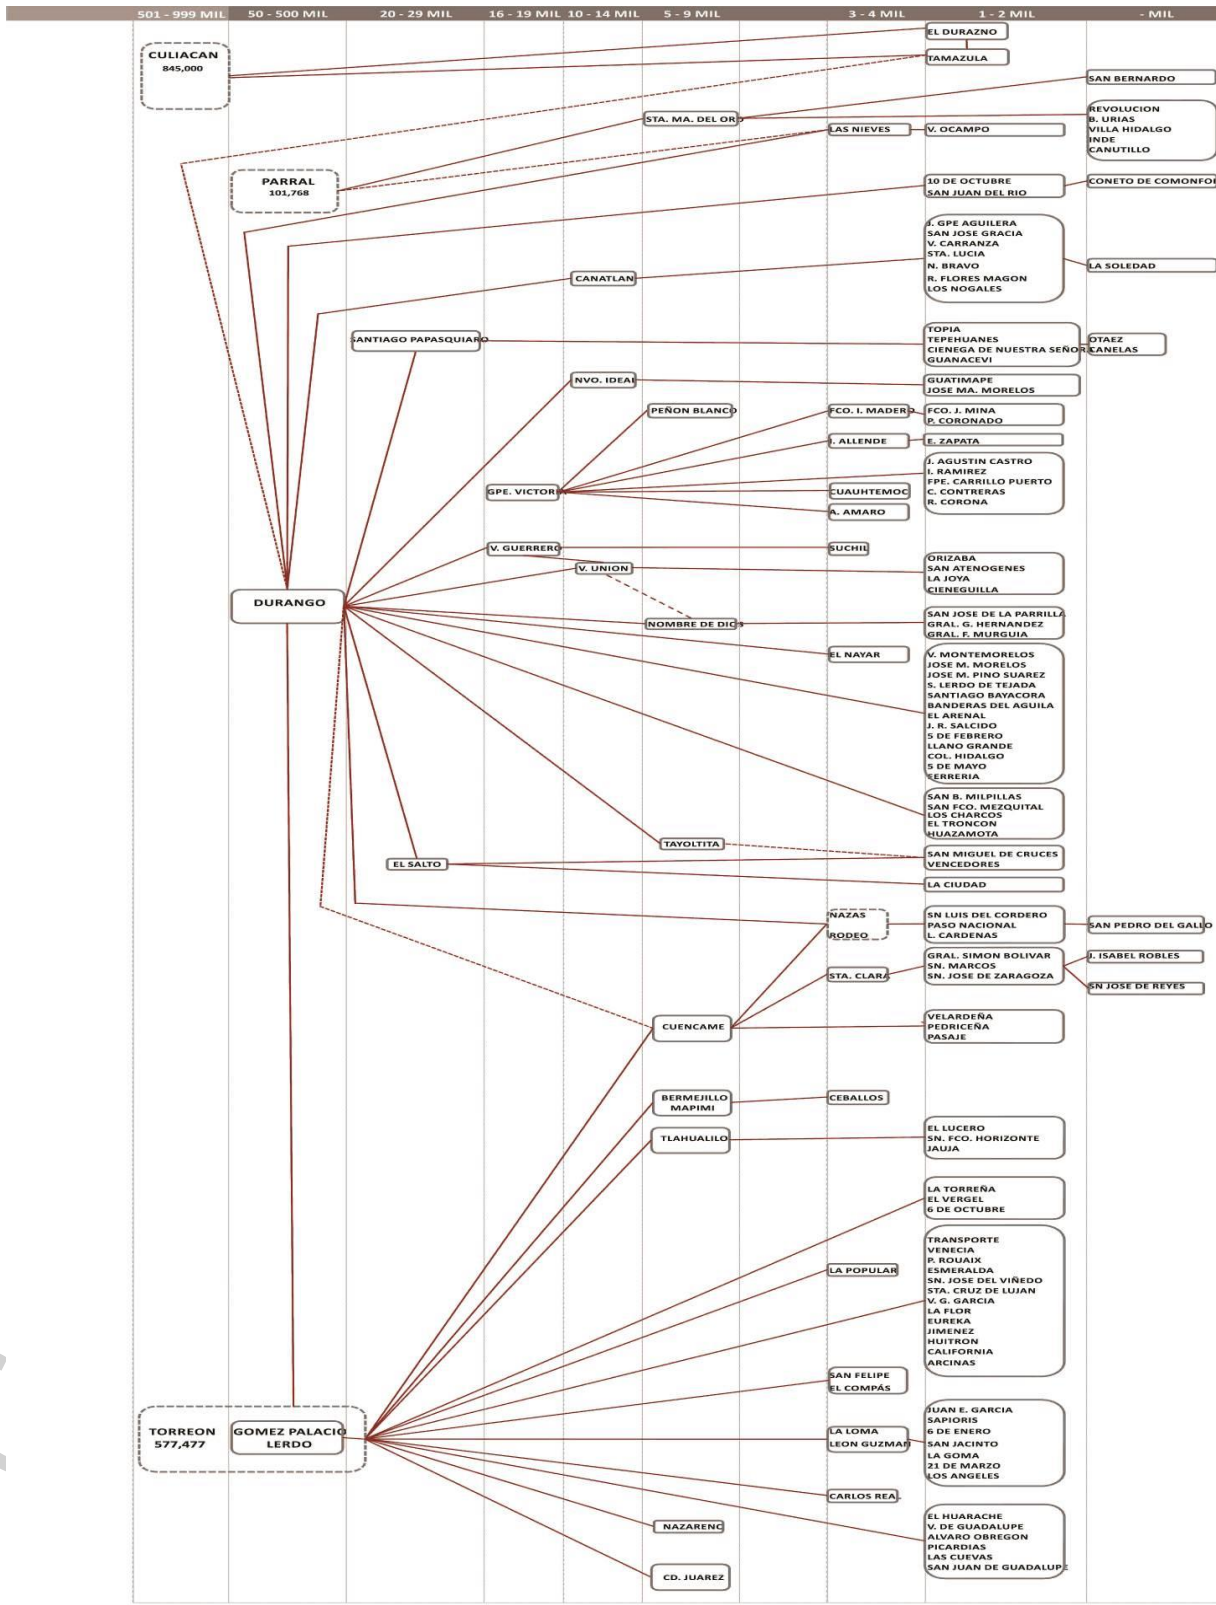 501 - 999 MIL
50 - 500 MIL
20 - 29 MIL
16 - 19 MIL
10 - 14 MIL
5 - 9 MIL
3 - 4 MIL
1 - 2 MIL
- MIL
CULIACAN
845,000
EL DURAZNO
TAMAZULA
SAN BERNARDO
STA. MA. DEL ORO
REVOLUCION
B. URIAS
VILLA HIDALGO
INDE
CANUTILLO
LAS NIEVES
V. OCAMPO
PARRAL
101,768
10 DE OCTUBRE
SAN JUAN DEL RIO
CONETO DE COMONFOR
J. GPE AGUILERA
SAN JOSE GRACIA
V. CARRANZA
STA. LUCIA
N. BRAVO
R. FLORES MAGON
LOS NOGALES
LA SOLEDAD
CANATLAN
SANTIAGO PAPASQUIARO
TOPIA
TEPEHUANES
CIENEGA DE NUESTRA SEÑORA
GUANACEVI
OTAEZ
CANELAS
NVO. IDEAL
GUATIMAPE
JOSE MA. MORELOS
PEÑON BLANCO
FCO. I. MADERO
FCO. J. MINA
P. CORONADO
I. ALLENDE
E. ZAPATA
J. AGUSTIN CASTRO
I. RAMIREZ
FPE. CARRILLO PUERTO
C. CONTRERAS
R. CORONA
GPE. VICTORIA
CUAUHTEMOC
A. AMARO
V. GUERRERO
SUCHIL
V. UNION
ORIZABA
SAN ATENOGENES
LA JOYA
CIENEGUILLA
DURANGO
NOMBRE DE DIOS
SAN JOSE DE LA PARRILLA
GRAL. G. HERNANDEZ
GRAL. F. MURGUIA
EL NAYAR
V. MONTEMORELOS
JOSE M. MORELOS
JOSE M. PINO SUAREZ
S. LERDO DE TEJADA
SANTIAGO BAYACORA
BANDERAS DEL AGUILA
EL ARENAL
J. R. SALCIDO
5 DE FEBRERO
LLANO GRANDE
COL. HIDALGO
5 DE MAYO
FERRERIA
SAN B. MILPILLAS
SAN FCO. MEZQUITAL
LOS CHARCOS
EL TRONCON
HUAZAMOTA
TAYOLTITA
EL SALTO
SAN MIGUEL DE CRUCES
VENCEDORES
LA CIUDAD
NAZAS
RODEO
SN LUIS DEL CORDERO
PASO NACIONAL
L. CARDENAS
SAN PEDRO DEL GALLO
STA. CLARA
GRAL. SIMON BOLIVAR
SN. MARCOS
SN. JOSE DE ZARAGOZA
J. ISABEL ROBLES
SN JOSE DE REYES
CUENCAME
VELARDEÑA
PEDRICEÑA
PASAJE
BERMEJILLO
MAPIMI
CEBALLOS
TLAHUALILO
EL LUCERO
SN. FCO. HORIZONTE
JAUJA
LA TORREÑA
EL VERGEL
6 DE OCTUBRE
LA POPULAR
TRANSPORTE
VENECIA
P. ROUAIX
ESMERALDA
SN. JOSE DEL VIÑEDO
STA. CRUZ DE LUJAN
V. G. GARCIA
LA FLOR
EUREKA
JIMENEZ
HUITRON
CALIFORNIA
ARCINAS
SAN FELIPE
EL COMPÁS
TORREON
577,477
GOMEZ PALACIO
LERDO
LA LOMA
LEON GUZMAN
JUAN E. GARCIA
SAPIORIS
6 DE ENERO
SAN JACINTO
LA GOMA
21 DE MARZO
LOS ANGELES
CARLOS REAL
NAZARENO
EL HUARACHE
V. DE GUADALUPE
ALVARO OBREGON
PICARDIAS
LAS CUEVAS
SAN JUAN DE GUADALUPE
CD. JUAREZ